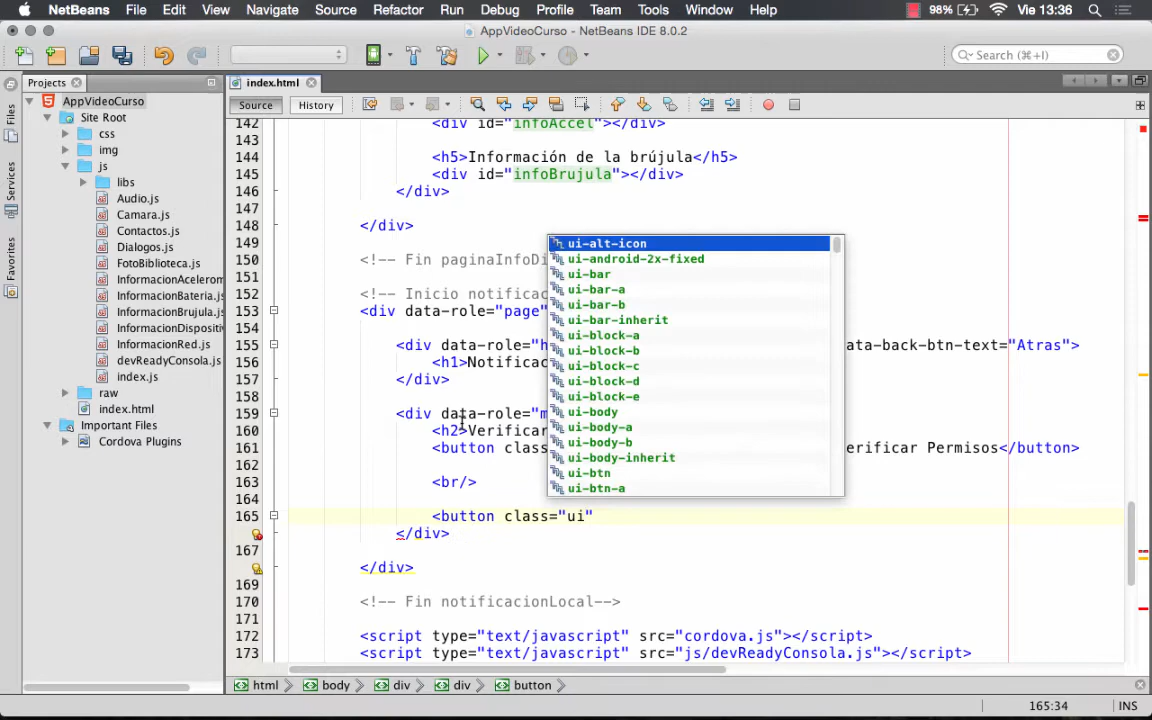 NetBeans File Edit View Navigate Source Refactor Run Debug Profile Team Tools Window Help 98% Vie 13:36
AppVideoCurso - NetBeans IDE 8.0.2
Search (⌘+I)
Files
Services
Favorites
Projects
AppVideoCurso
Site Root
css
img
js
libs
Audio.js
Camara.js
Contactos.js
Dialogos.js
FotoBiblioteca.js
InformacionAcelerom
InformacionBateria.js
InformacionBrujula.js
InformacionDispositi
InformacionRed.js
devReadyConsola.js
index.js
raw
index.html
Important Files
Cordova Plugins
index.html
Source History
142 <div id="infoAccel"></div>
143
144 <h5>Información de la brújula</h5>
145 <div id="infoBrujula"></div>
146 </div>
147
148 </div>
149
150 <!-- Fin paginaInfoDi
151
152 <!-- Inicio notificac
153 <div data-role="page"
155 <div data-role="h ata-back-btn-text="Atras">
156 <h1>Notificac
157 </div>
158
159 <div data-role="m
160 <h2>Verificar
161 <button clas erificar Permisos</button>
162
163 <br/>
164
165 <button class="ui"
</div>
167
</div>
169
170 <!-- Fin notificacionLocal-->
171
172 <script type="text/javascript" src="cordova.js"></script>
173 <script type="text/javascript" src="js/devReadyConsola.js"></script>
ui-alt-icon
ui-android-2x-fixed
ui-bar
ui-bar-a
ui-bar-b
ui-bar-inherit
ui-block-a
ui-block-b
ui-block-c
ui-block-d
ui-block-e
ui-body
ui-body-a
ui-body-b
ui-body-inherit
ui-btn
ui-btn-a
html body div div button
165:34 INS